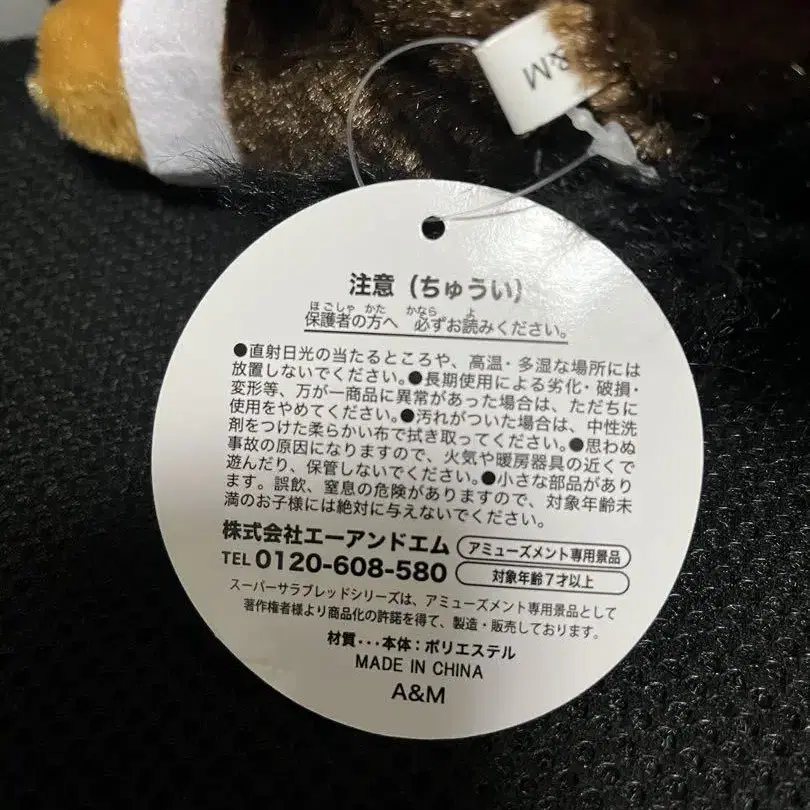 &M
注意（ちゅうい）
ほごしゃ かた かなら よ
保護者の方へ 必ずお読みください。
●直射日光の当たるところや、高温・多湿な場所には
放置しないでください。●長期使用による劣化・破損・
変形等、万が一商品に異常があった場合は、ただちに
使用をやめてください。●汚れがついた場合は、中性洗
剤をつけた柔らかい布で拭き取ってください。●思わぬ
事故の原因になりますので、火気や暖房器具の近くで
遊んだり、保管しないでください。●小さな部品があり
ます。誤飲、窒息の危険がありますので、対象年齢未
満のお子様には絶対に与えないでください。
株式会社エーアンドエム アミューズメント専用景品
TEL 0120-608-580 対象年齢7才以上
スーパーサラブレッドシリーズは、アミューズメント専用景品として
著作権者様より商品化の許諾を得て、製造・販売しております。
材質・・・本体：ポリエステル
MADE IN CHINA
A&M